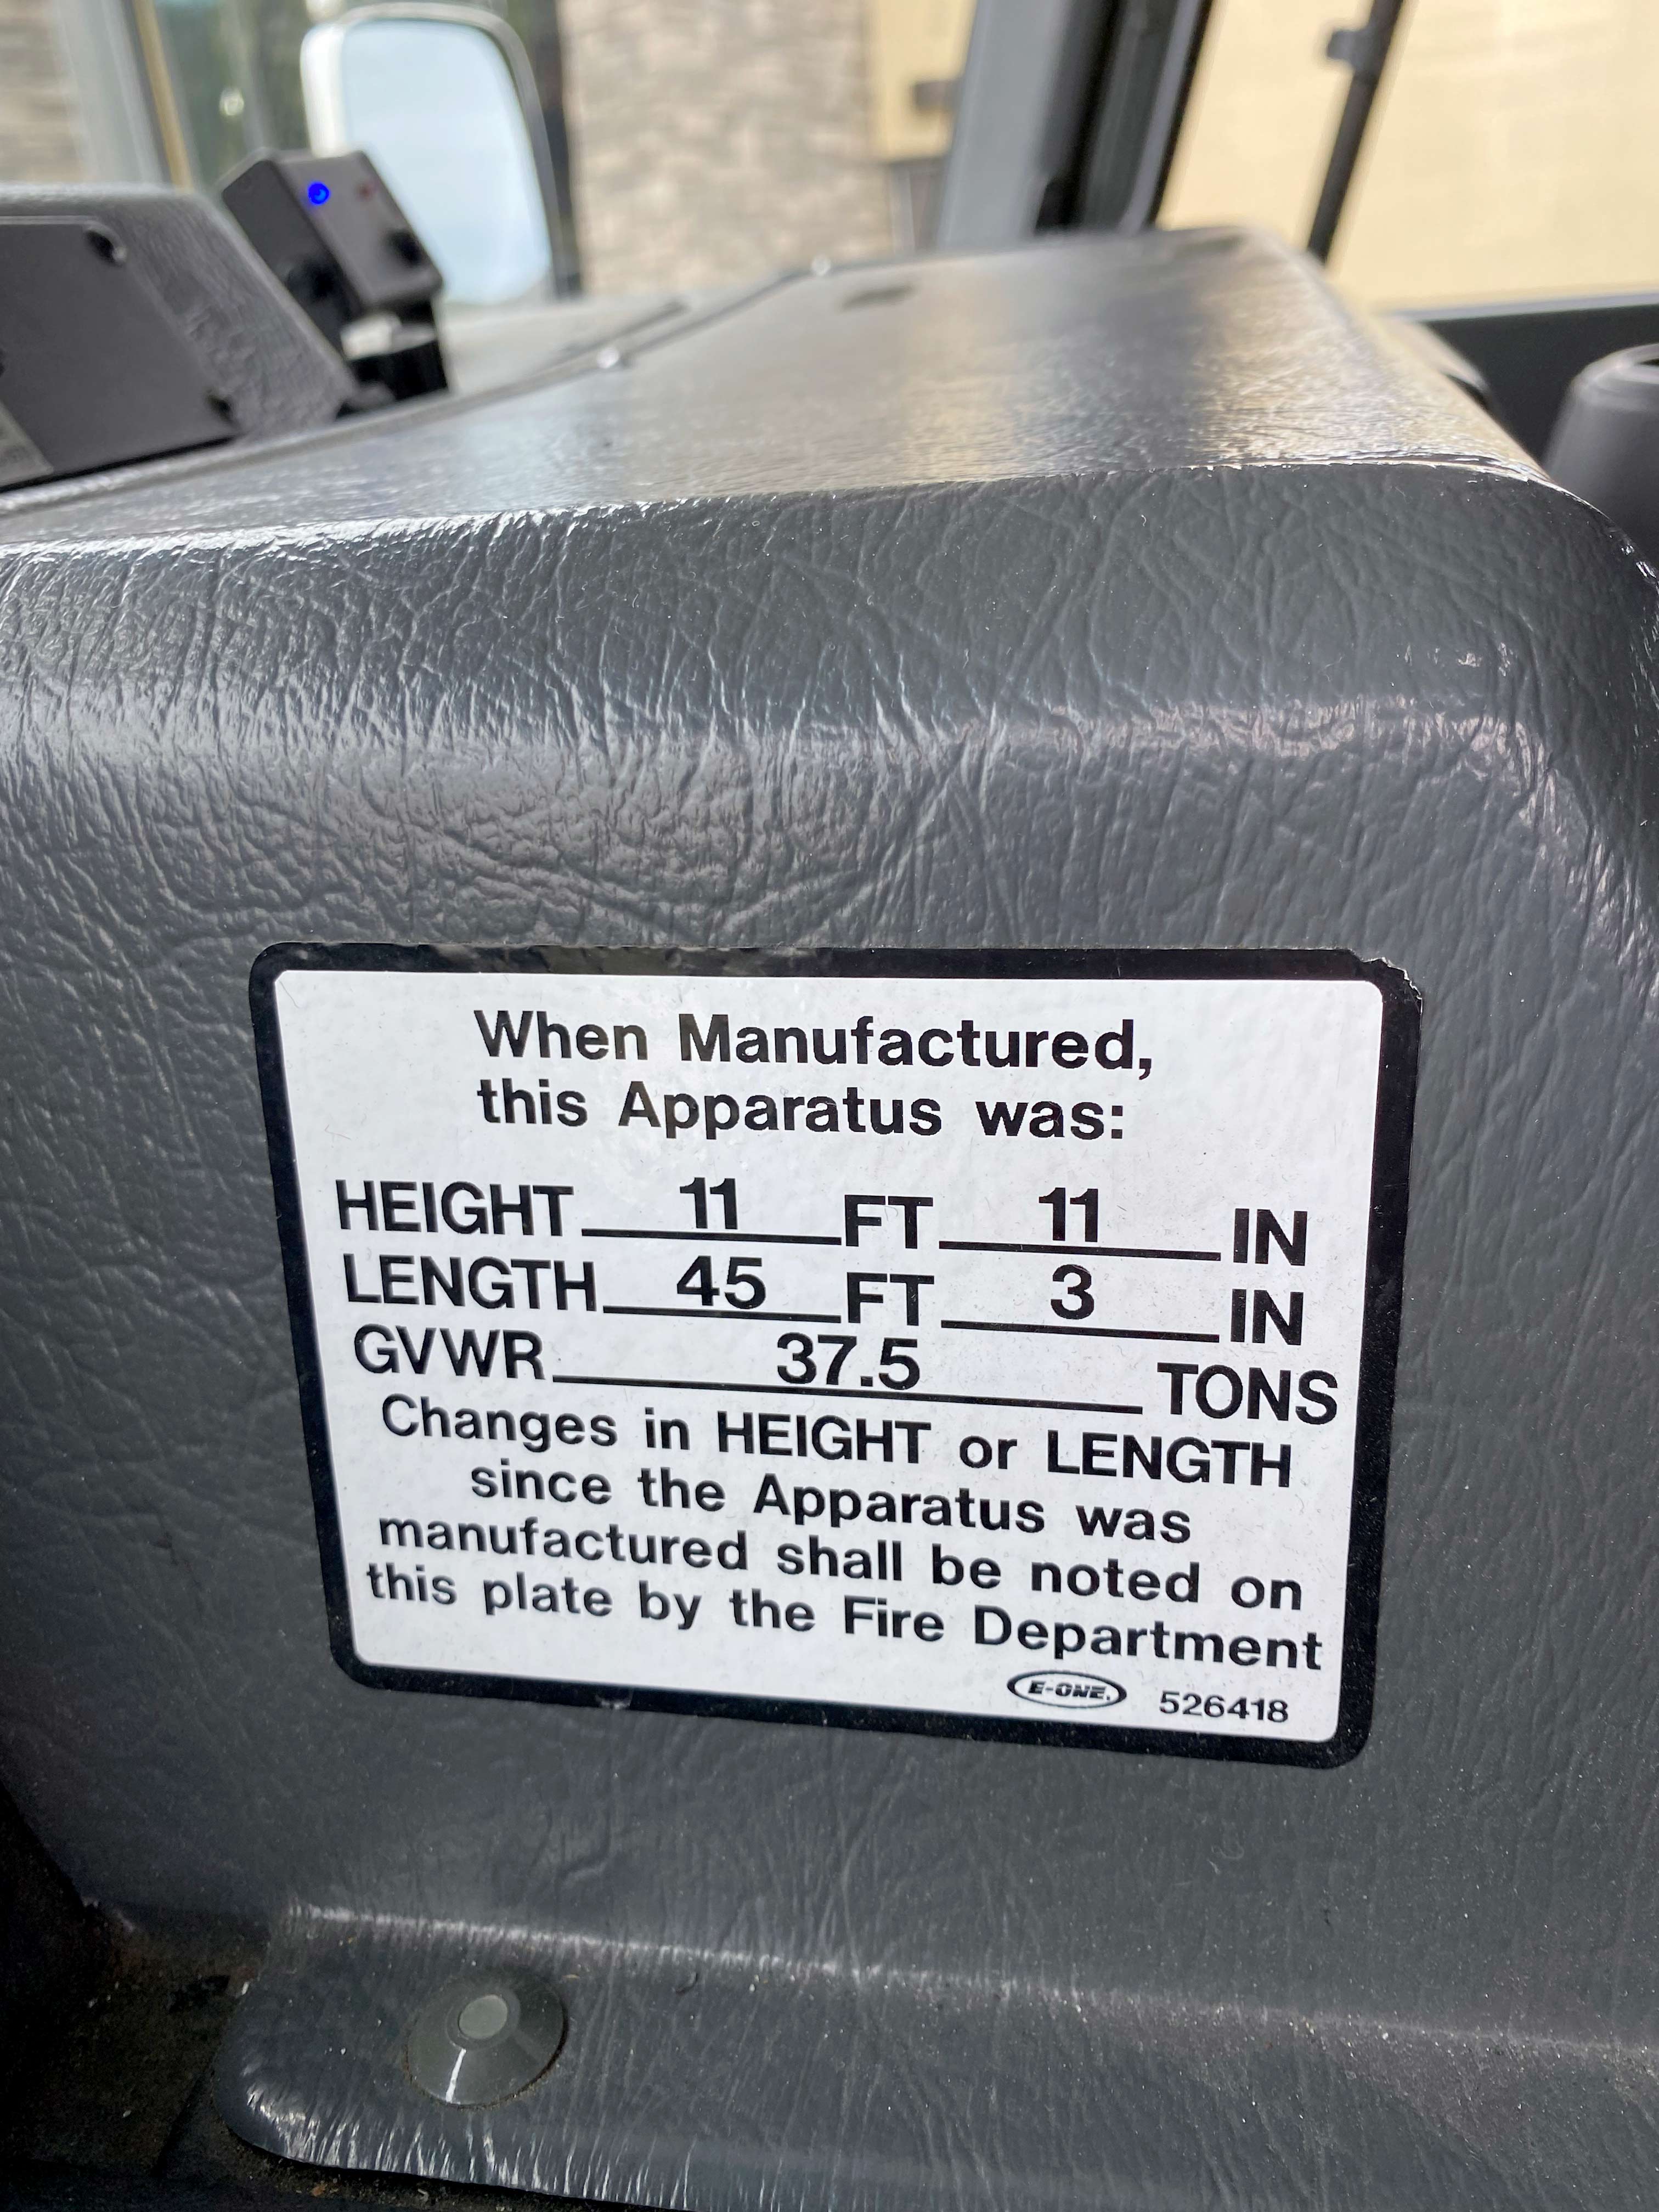 When Manufactured,
this Apparatus was:
HEIGHT 11 FT 11 IN
LENGTH 45 FT 3 IN
GVWR 37.5 TONS
Changes in HEIGHT or LENGTH
since the Apparatus was
manufactured shall be noted on
this plate by the Fire Department
E-ONE. 526418